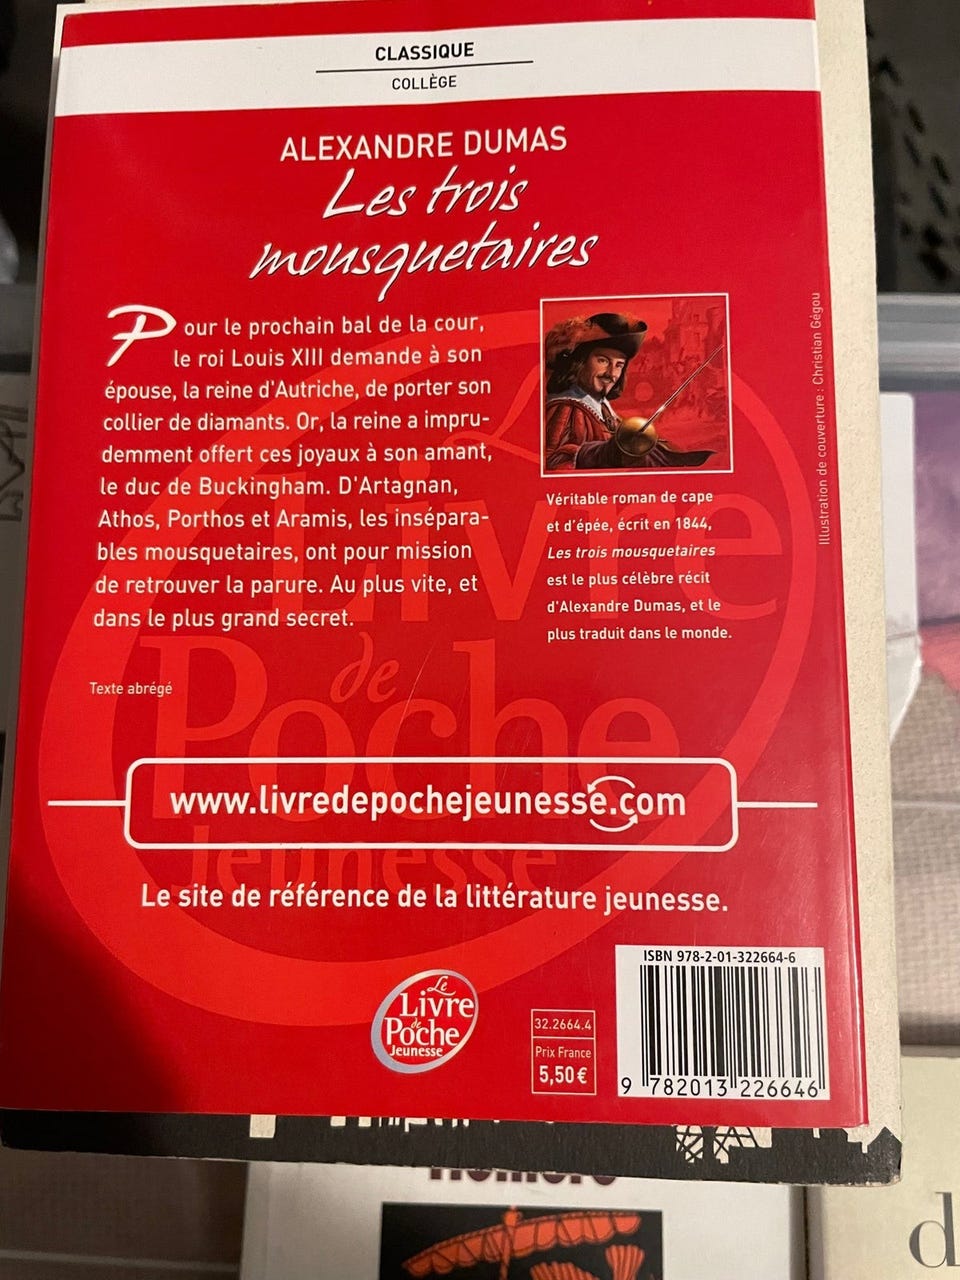 CLASSIQUE
COLLÈGE
ALEXANDRE DUMAS
Les trois
mousquetaires
Pour le prochain bal de la cour,
le roi Louis XIII demande à son
épouse, la reine d'Autriche, de porter son
collier de diamants. Or, la reine a impru-
demment offert ces joyaux à son amant,
le duc de Buckingham. D'Artagnan,
Athos, Porthos et Aramis, les insépara-
bles mousquetaires, ont pour mission
de retrouver la parure. Au plus vite, et
dans le plus grand secret.
Texte abrégé
Véritable roman de cape
et d'épée, écrit en 1844,
Les trois mousquetaires
est le plus célèbre récit
d'Alexandre Dumas, et le
plus traduit dans le monde.
Illustration de couverture : Christian Gégou
Le
Livre
de
Poche
Jeunesse
www.livredepochejeunesse.com
Le site de référence de la littérature jeunesse.
Le
Livre
de
Poche
Jeunesse
32.2664.4
Prix France
5,50 €
ISBN 978-2-01-322664-6
9 782013 226646
Homère
d